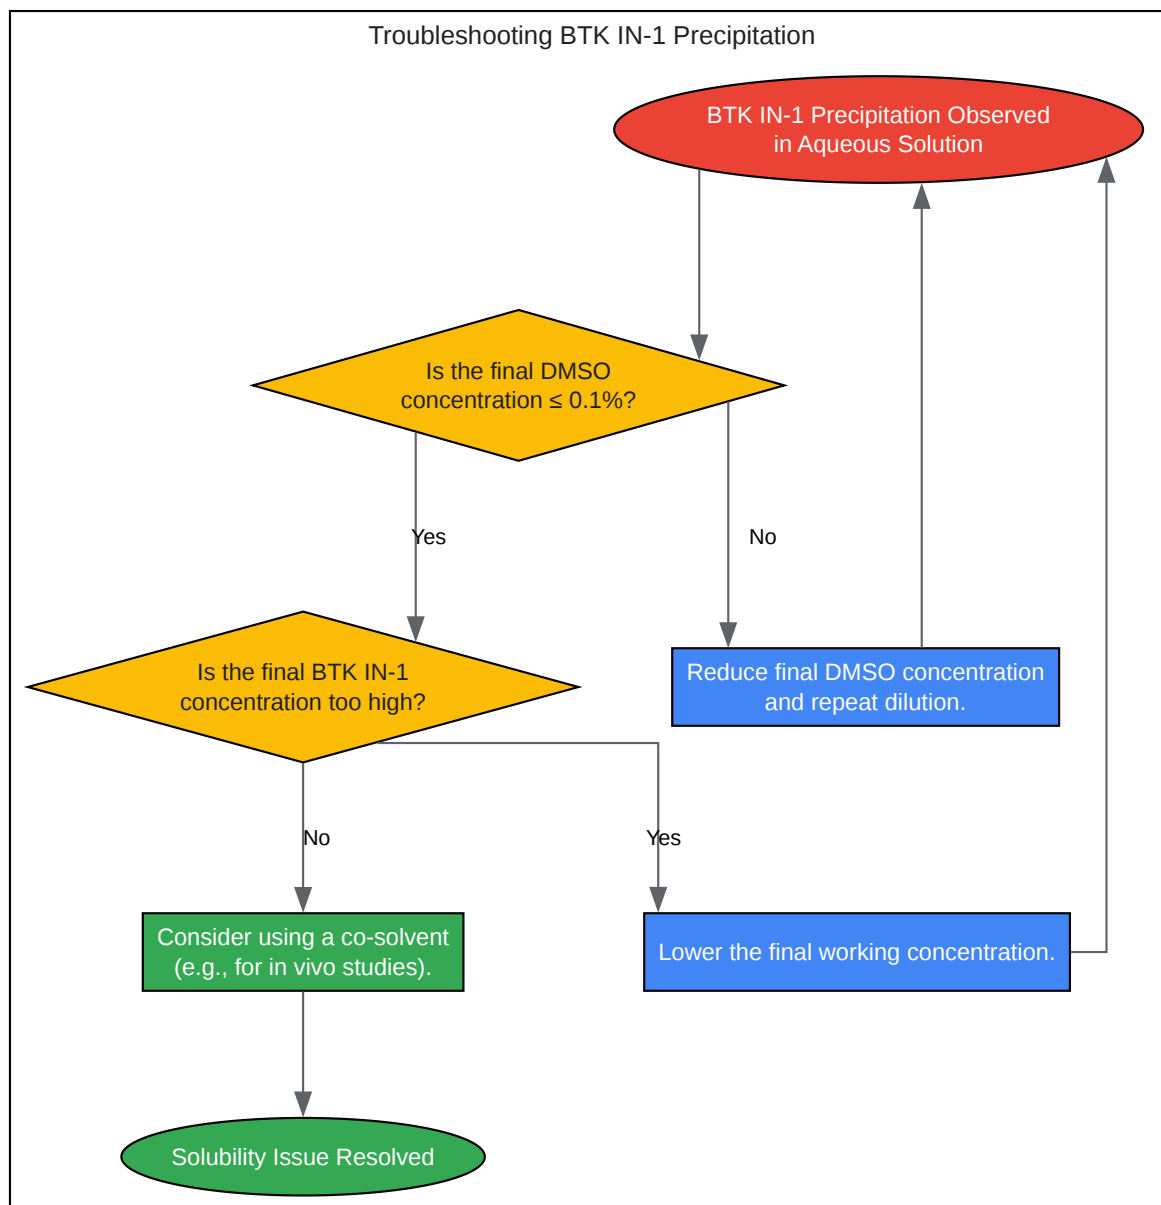 Troubleshooting BTK IN-1 Precipitation
BTK IN-1 Precipitation Observed
in Aqueous Solution
Is the final DMSO
concentration ≤ 0.1%?
Yes
No
Is the final BTK IN-1
concentration too high?
Reduce final DMSO concentration
and repeat dilution.
No
Yes
Consider using a co-solvent
(e.g., for in vivo studies).
Lower the final working concentration.
Solubility Issue Resolved